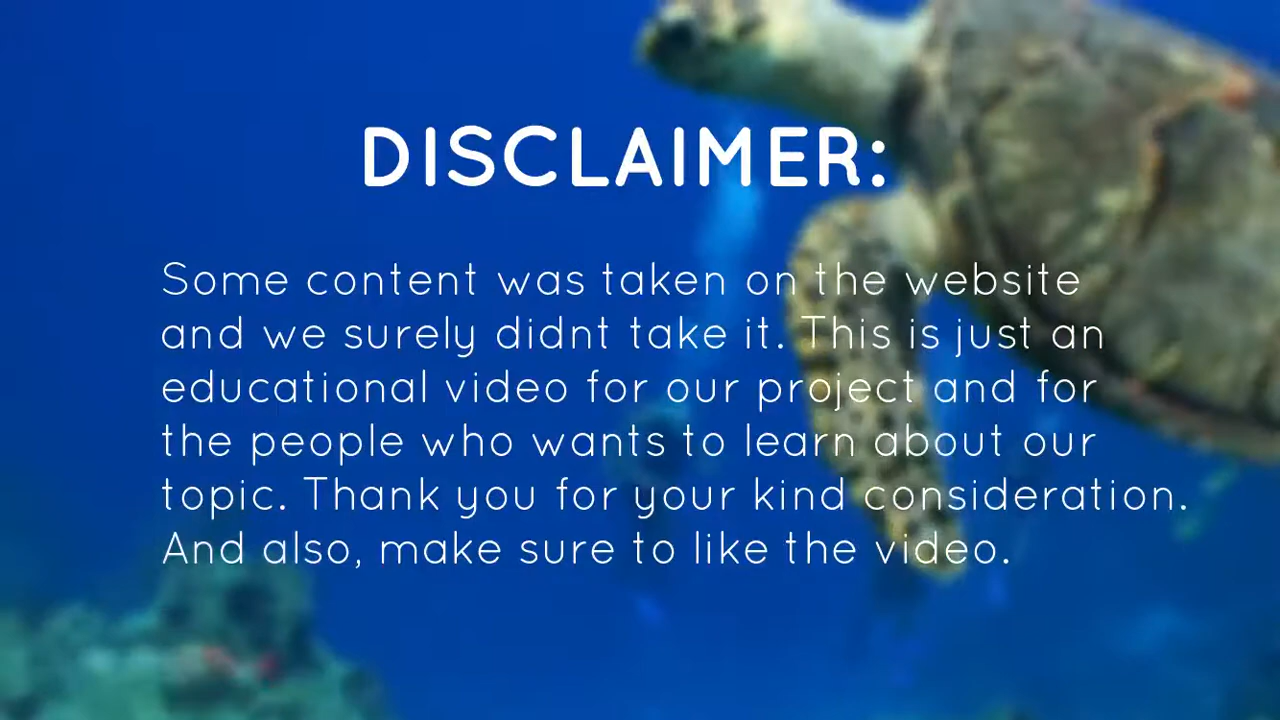 DISCLAIMER:
Some content was taken on the website
and we surely didnt take it. This is just an
educational video for our project and for
the people who wants to learn about our
topic. Thank you for your kind consideration.
And also, make sure to like the video.